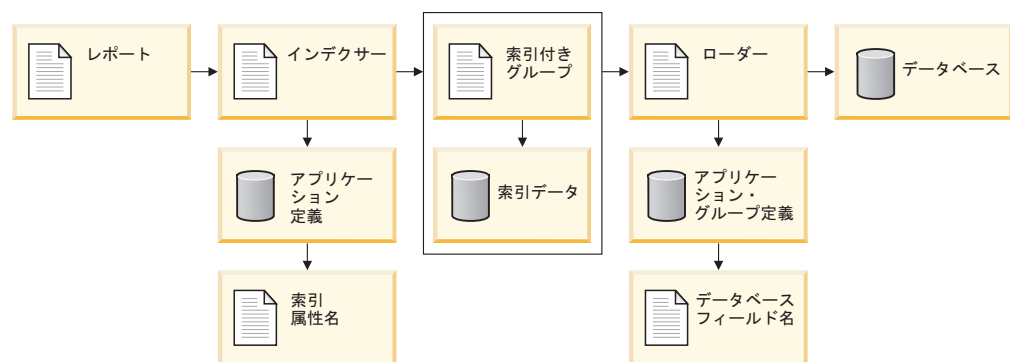 レポート
インデクサー
索引付き
グループ
ローダー
データベース
アプリケー
ション
定義
索引データ
アプリケー
ション・
グループ定義
索引
属性名
データベース
フィールド名